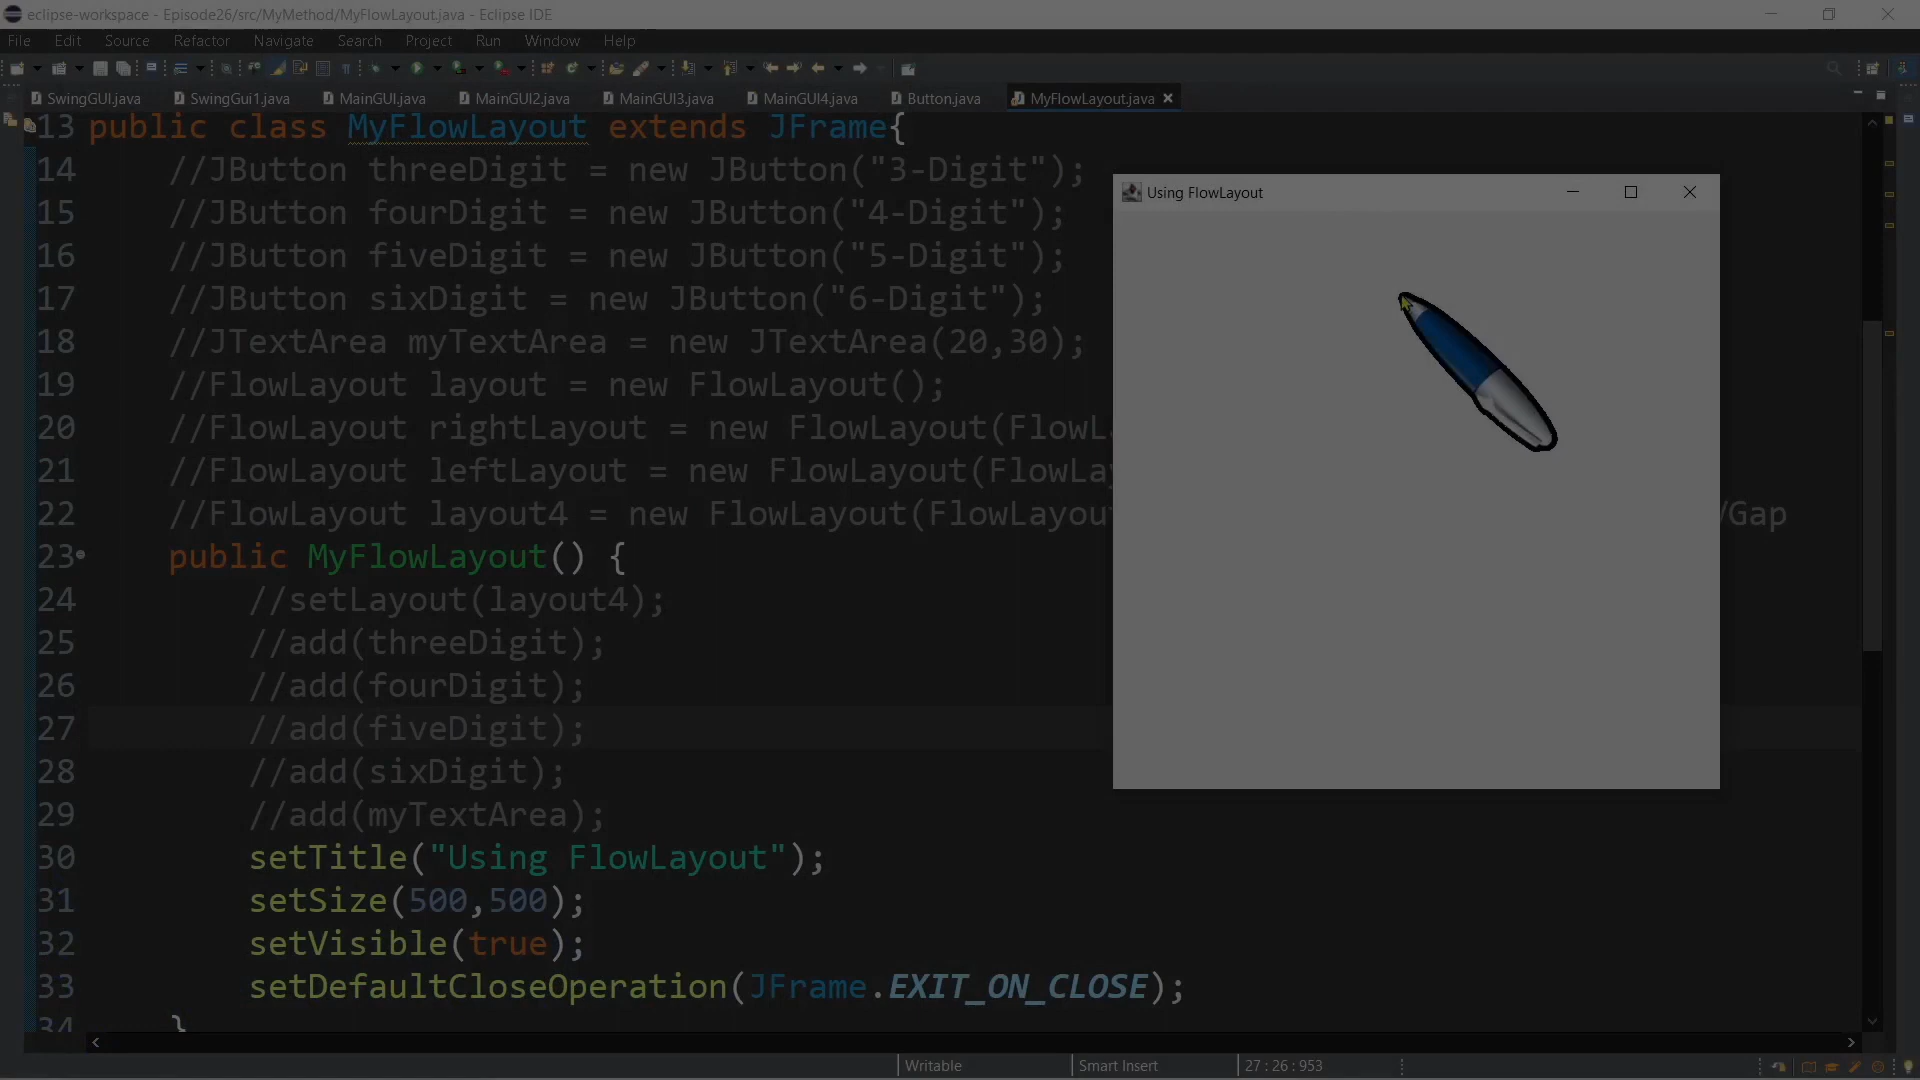 eclipse-workspace - Episode26/src/MyMethod/MyFlowLayout.java - Eclipse IDE
File Edit Source Refactor Navigate Search Project Run Window Help
SwingGUI.java SwingGui1.java MainGUI.java MainGUI2.java MainGUI3.java MainGUI4.java Button.java MyFlowLayout.java
13 public class MyFlowLayout extends JFrame{
14 //JButton threeDigit = new JButton("3-Digit");
15 //JButton fourDigit = new JButton("4-Digit");
16 //JButton fiveDigit = new JButton("5-Digit");
17 //JButton sixDigit = new JButton("6-Digit");
18 //JTextArea myTextArea = new JTextArea(20,30);
19 //FlowLayout layout = new FlowLayout();
20 //FlowLayout rightLayout = new FlowLayout(FlowL
21 //FlowLayout leftLayout = new FlowLayout(FlowLay
22 //FlowLayout layout4 = new FlowLayout(FlowLayout /Gap
23 public MyFlowLayout() {
24 //setLayout(layout4);
25 //add(threeDigit);
26 //add(fourDigit);
27 //add(fiveDigit);
28 //add(sixDigit);
29 //add(myTextArea);
30 setTitle("Using FlowLayout");
31 setSize(500,500);
32 setVisible(true);
33 setDefaultCloseOperation(JFrame.EXIT_ON_CLOSE);
34 }
Using FlowLayout
Writable Smart Insert 27 : 26 : 953